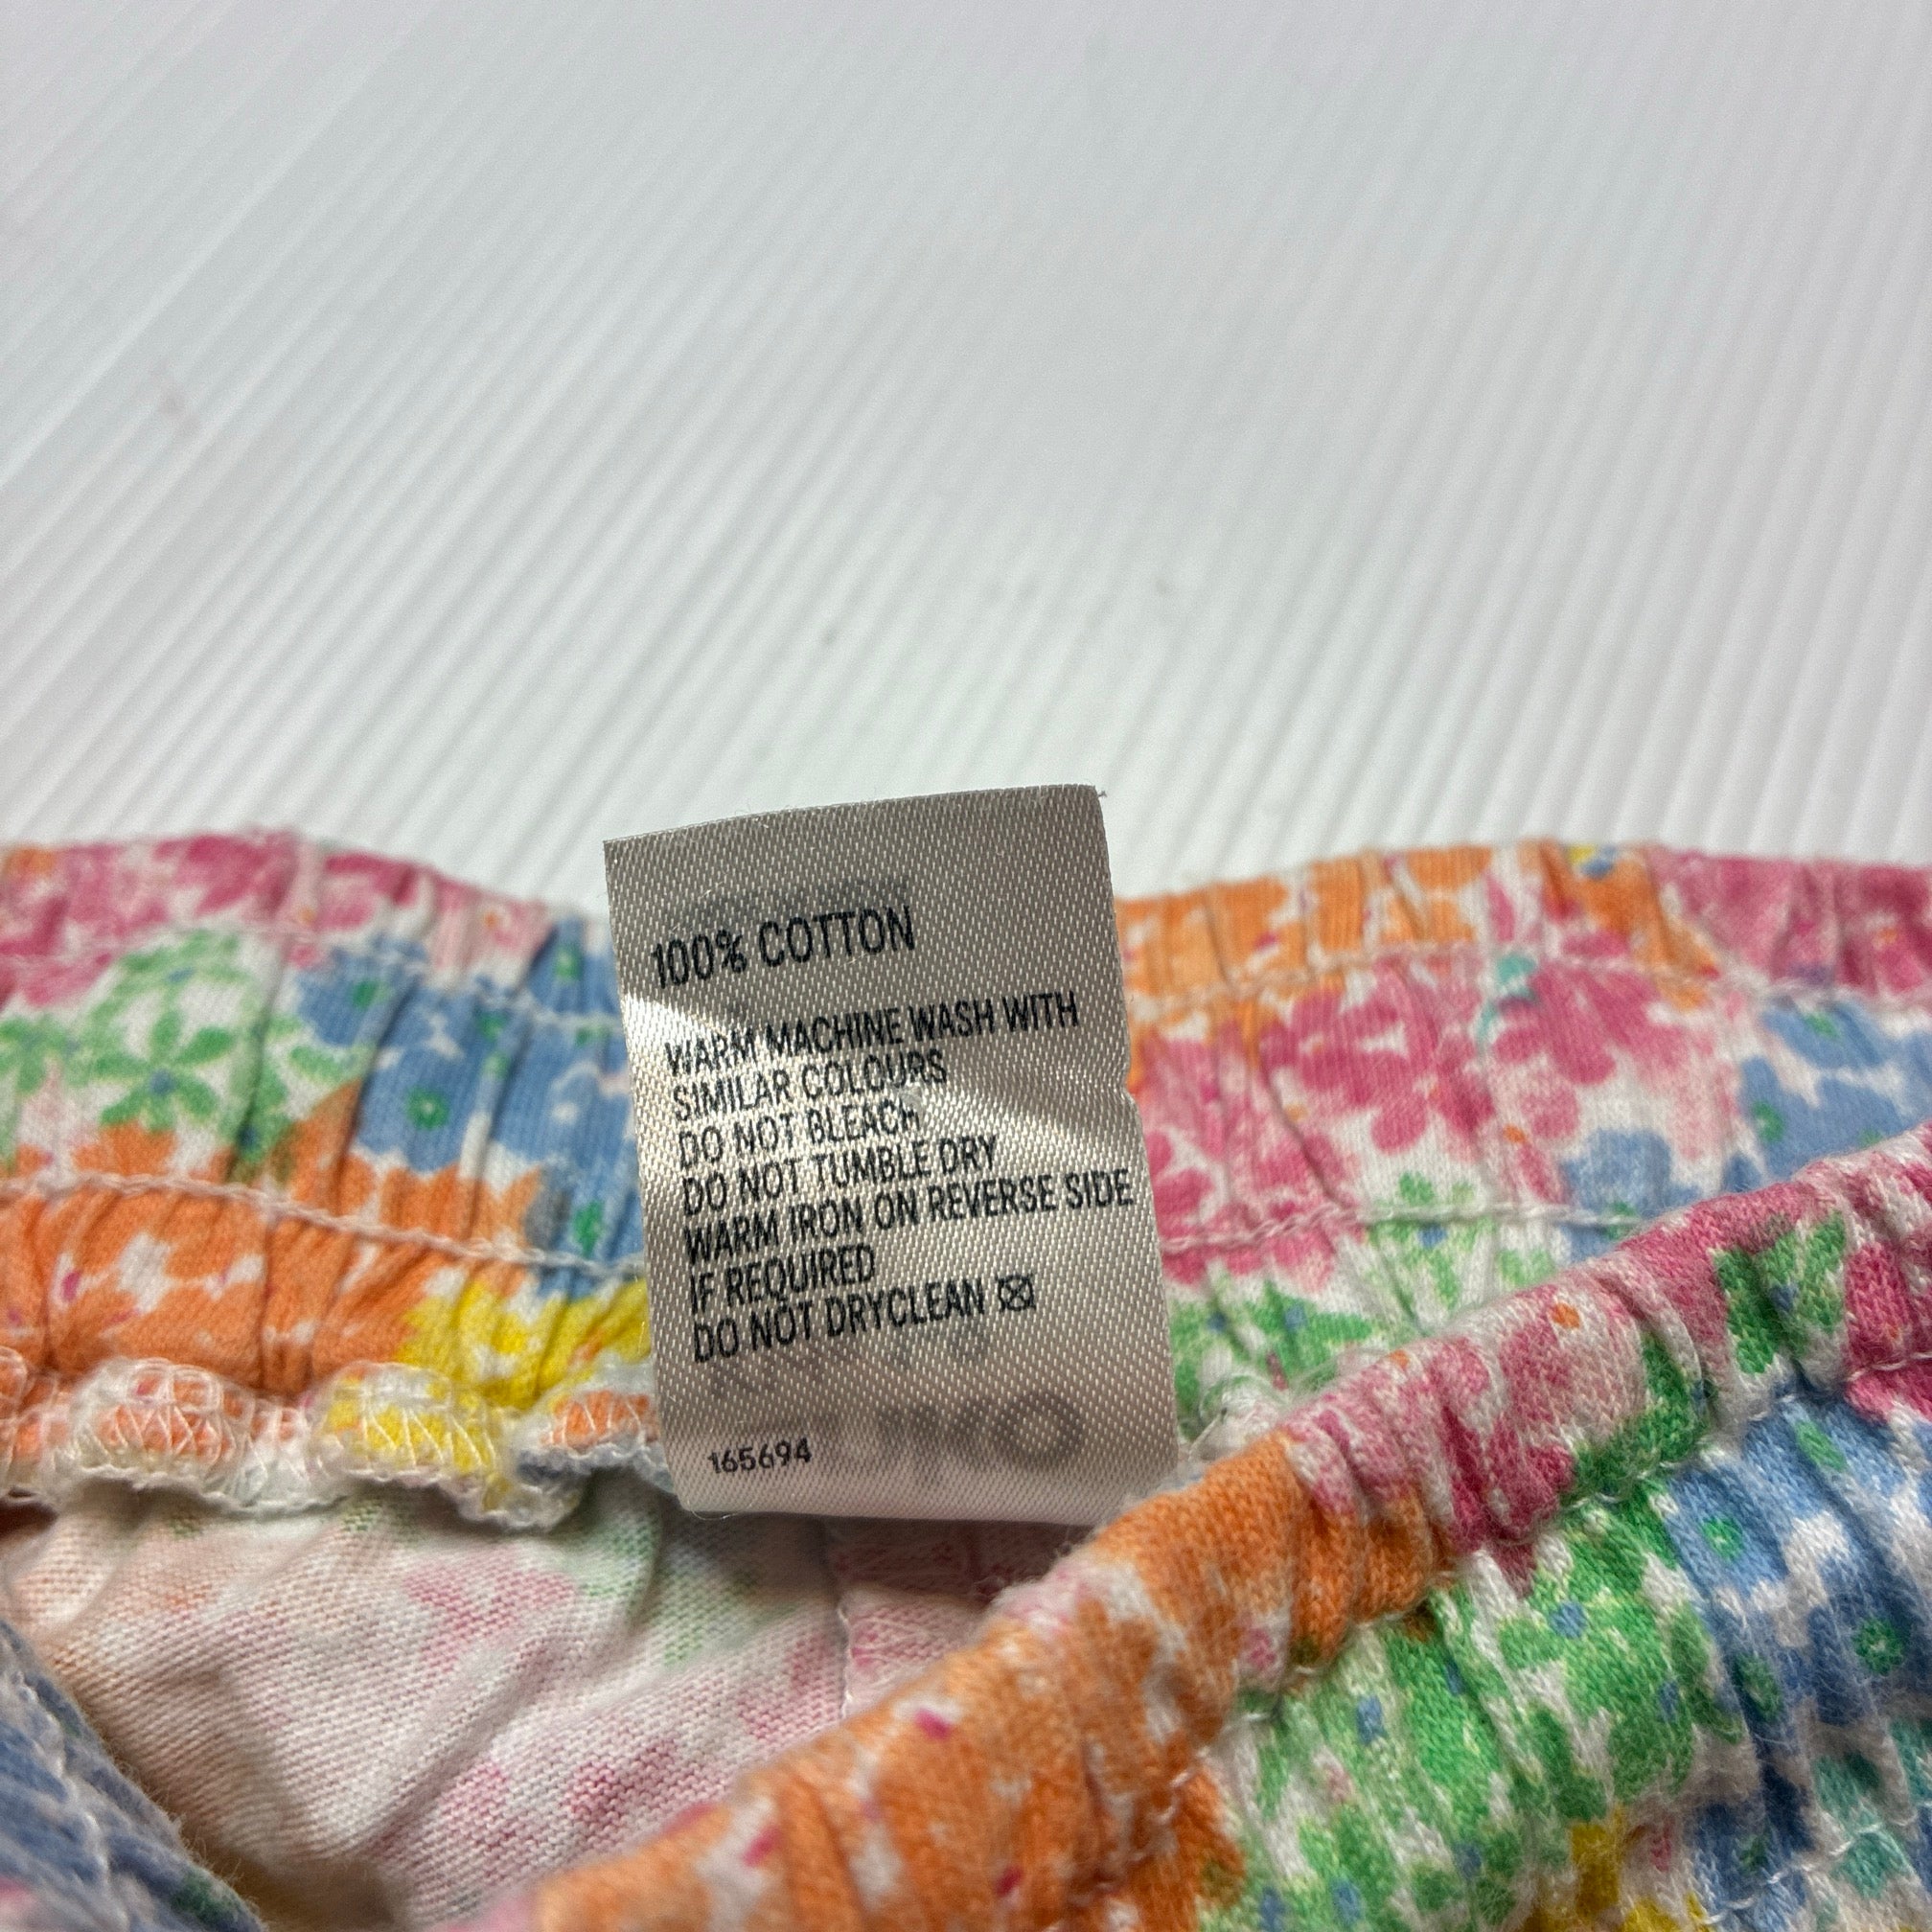 100% COTTON
WARM MACHINE WASH WITH
SIMILAR COLOURS
DO NOT BLEACH
DO NOT TUMBLE DRY
WARM IRON ON REVERSE SIDE
IF REQUIRED
DO NOT DRYCLEAN
165694